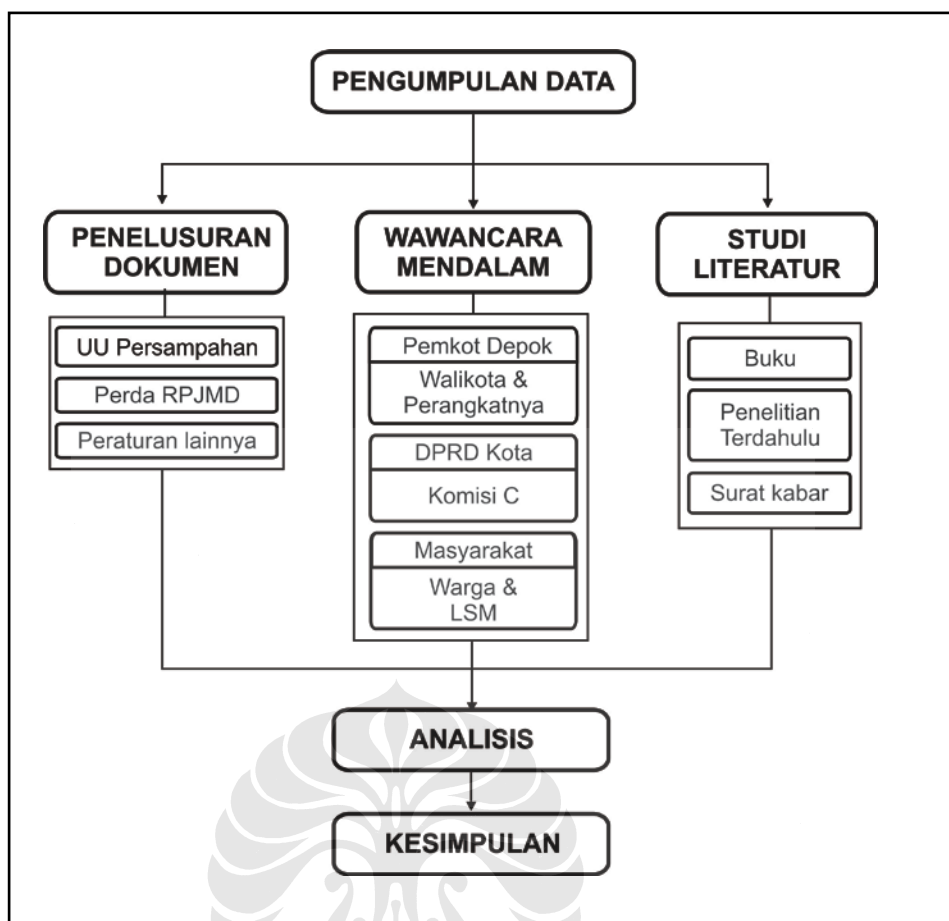 PENGUMPULAN DATA
PENELUSURAN
DOKUMEN
UU Persampahan
Perda RPJMD
Peraturan lainnya
WAWANCARA
MENDALAM
Pemkot Depok
Walikota &
Perangkatnya
DPRD Kota
Komisi C
Masyarakat
Warga &
LSM
STUDI
LITERATUR
Buku
Penelitian
Terdahulu
Surat kabar
ANALISIS
KESIMPULAN